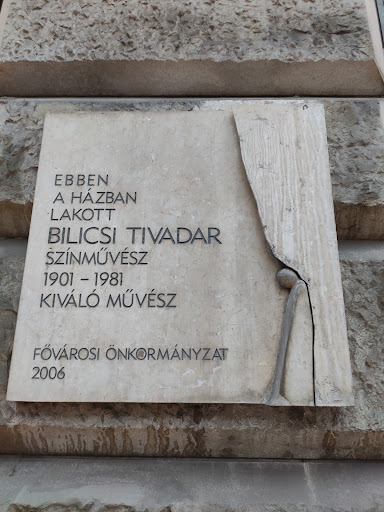 EBBEN
A HÁZBAN
LAKOTT
BILICSI TIVADAR
SZÍNMŰVÉSZ
1901 - 1981
KIVÁLÓ MŰVÉSZ
FŐVÁROSI ÖNKORMÁNYZAT
2006